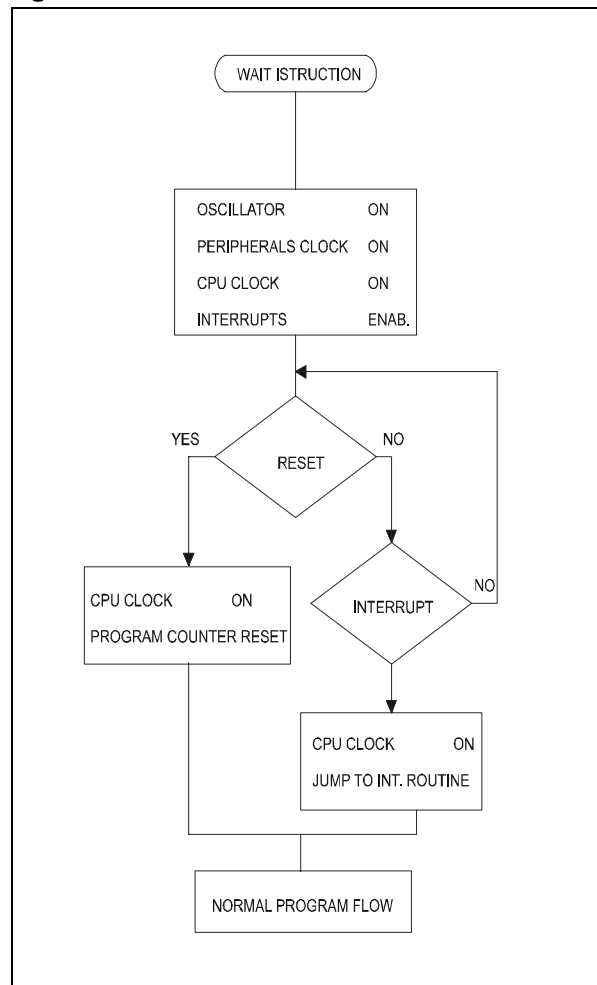 WAIT ISTRUCTION
OSCILLATOR ON
PERIPHERALS CLOCK ON
CPU CLOCK ON
INTERRUPTS ENAB.
YES
NO
RESET
CPU CLOCK ON
PROGRAM COUNTER RESET
NO
INTERRUPT
CPU CLOCK ON
JUMP TO INT. ROUTINE
NORMAL PROGRAM FLOW